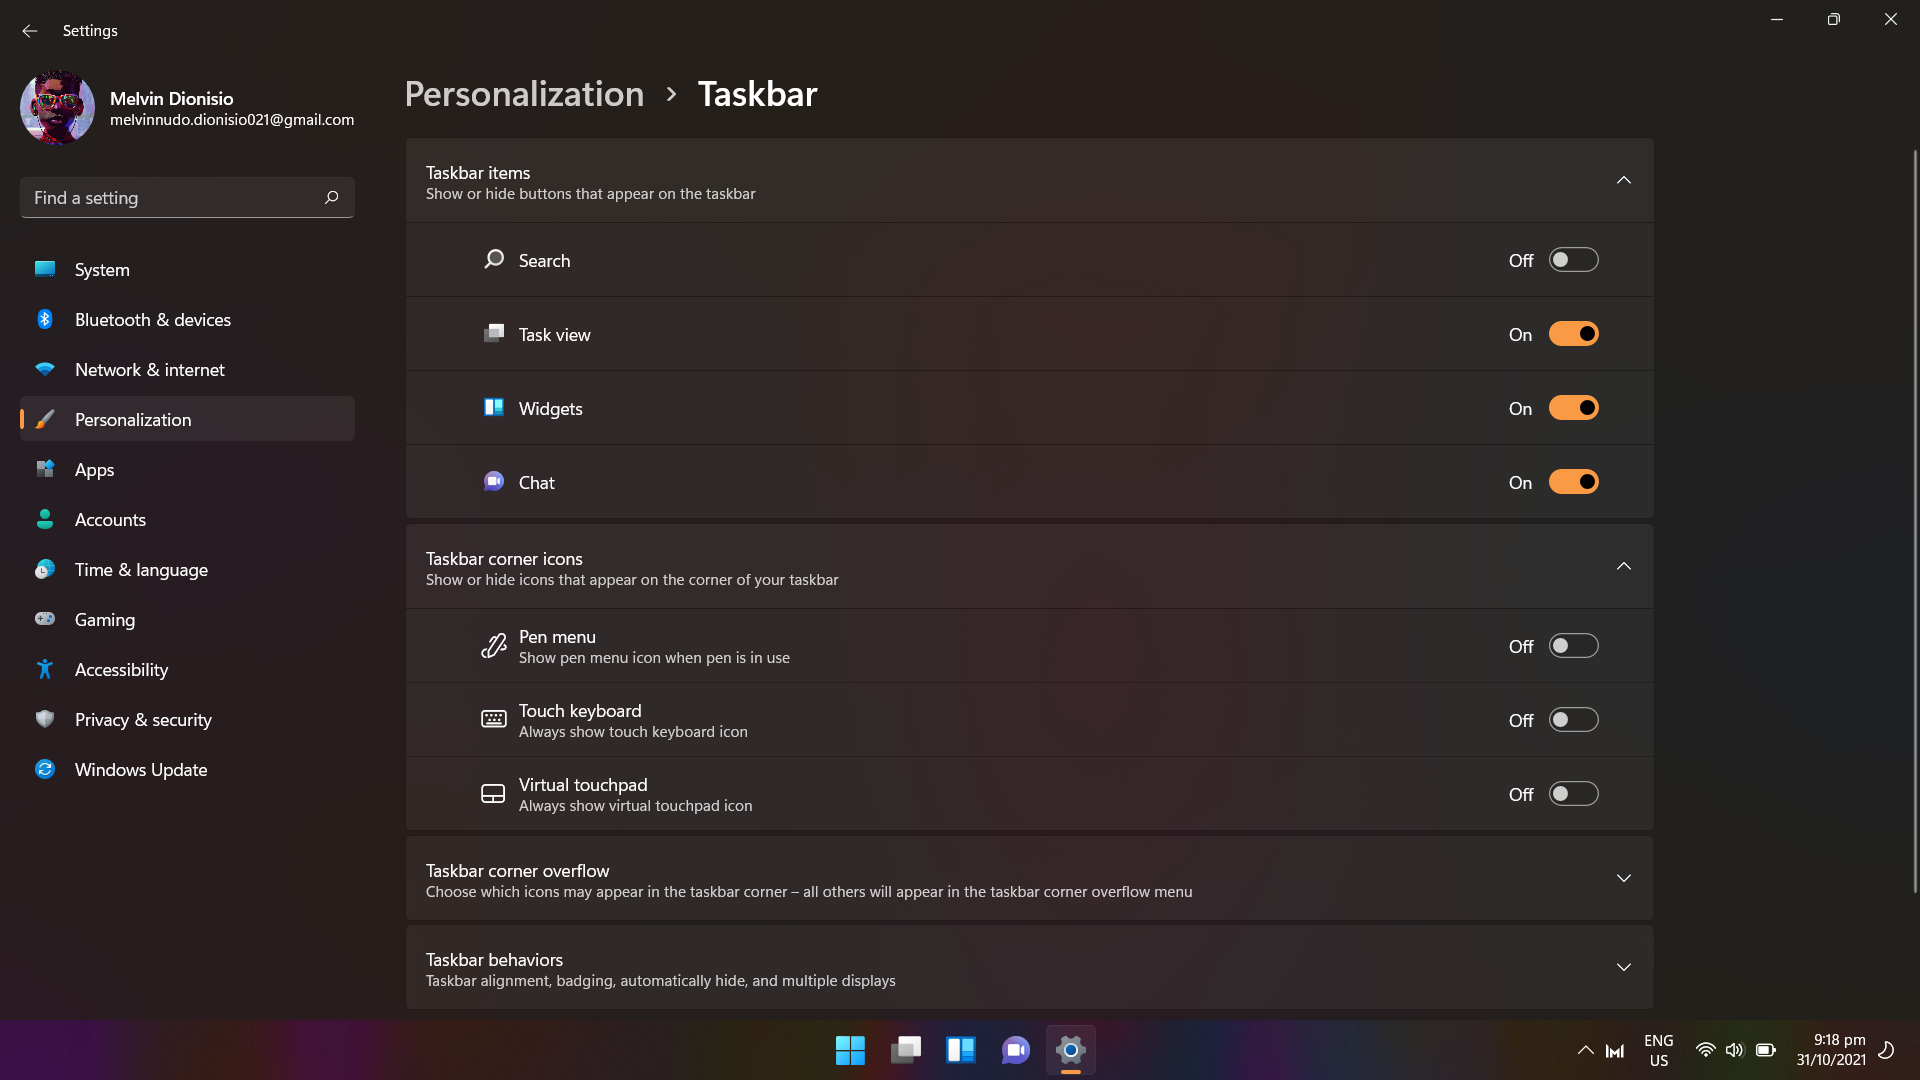 Settings
Melvin Dionisio
melvinnudo.dionisio021@gmail.com
Find a setting
System
Bluetooth & devices
Network & internet
Personalization
Apps
Accounts
Time & language
Gaming
Accessibility
Privacy & security
Windows Update
Personalization > Taskbar
Taskbar items
Show or hide buttons that appear on the taskbar
Search Off
Task view On
Widgets On
Chat On
Taskbar corner icons
Show or hide icons that appear on the corner of your taskbar
Pen menu
Show pen menu icon when pen is in use
Off
Touch keyboard
Always show touch keyboard icon
Off
Virtual touchpad
Always show virtual touchpad icon
Off
Taskbar corner overflow
Choose which icons may appear in the taskbar corner – all others will appear in the taskbar corner overflow menu
Taskbar behaviors
Taskbar alignment, badging, automatically hide, and multiple displays
ENG
US
9:18 pm
31/10/2021